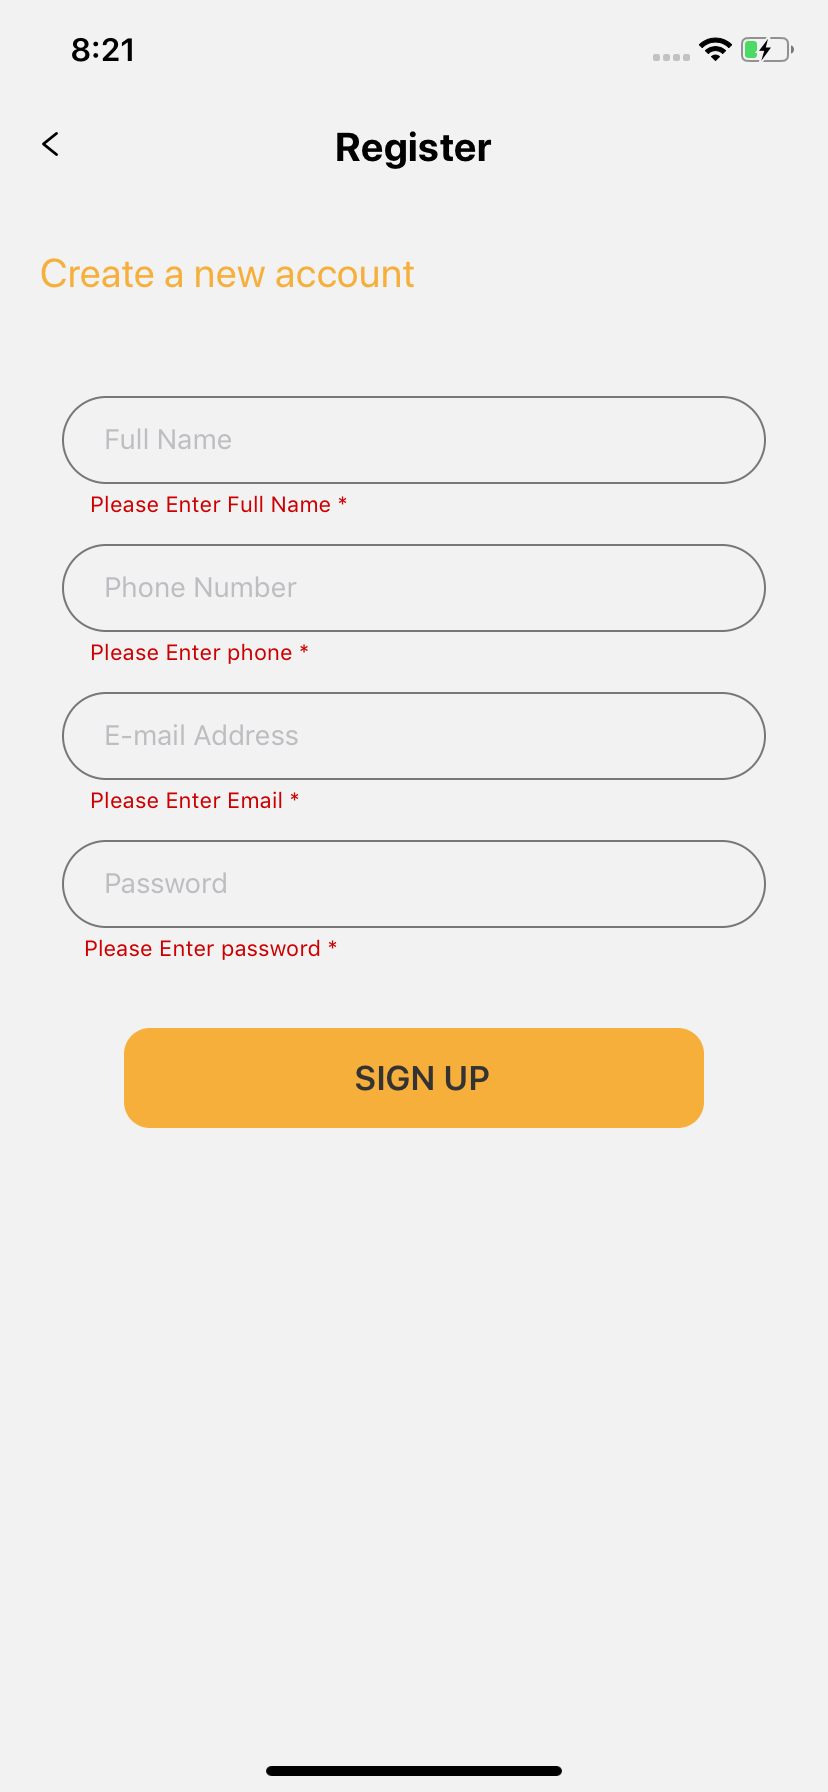 8:21
Register
Create a new account
Full Name
Please Enter Full Name *
Phone Number
Please Enter phone *
E-mail Address
Please Enter Email *
Password
Please Enter password *
SIGN UP